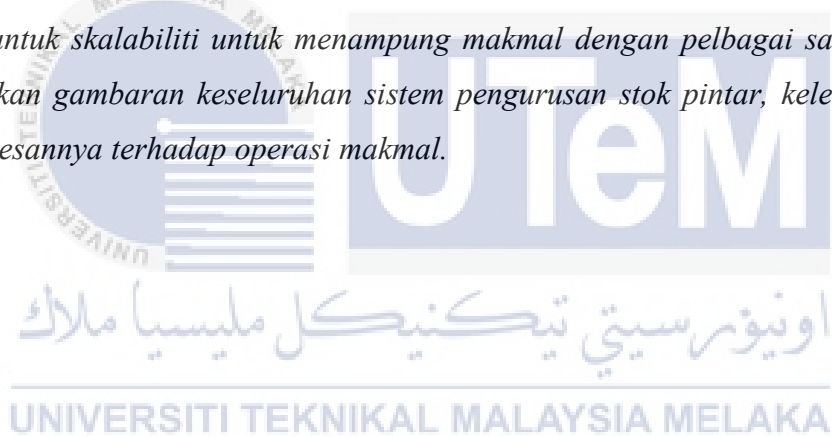 untuk skalabiliti untuk menampung makmal dengan pelbagai sa
kan gambaran keseluruhan sistem pengurusan stok pintar, kele
esannya terhadap operasi makmal.
UTeM
اونيۏرسيتي تيكنيكل مليسيا ملاك
UNIVERSITI TEKNIKAL MALAYSIA MELAKA